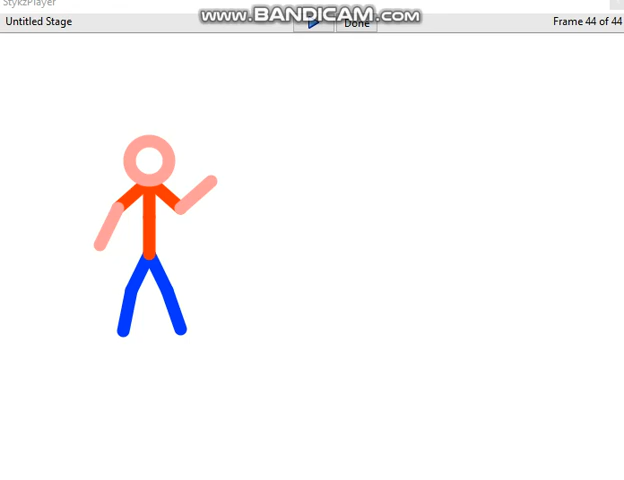 StykzPlayer
www.BANDICAM.com
Untitled Stage
Done
Frame 44 of 44